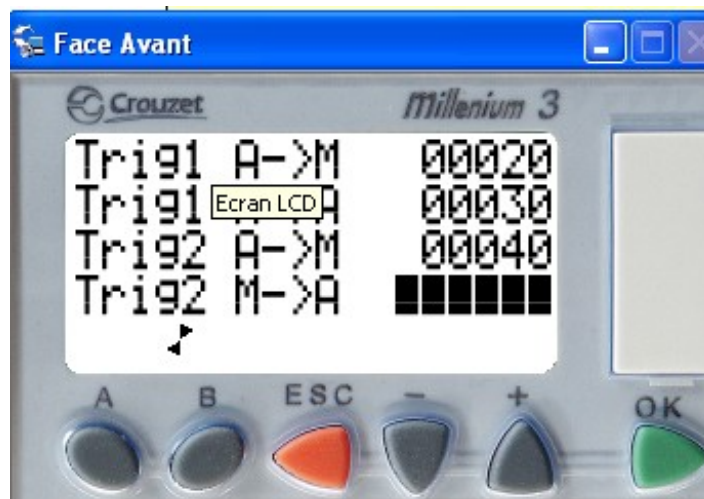 Face Avant
Crouzet Millenium 3
Trig1 A->M 00020
Trig1 A 00030
Ecran LCD
Trig2 A->M 00040
Trig2 M->A
A B ESC - + OK